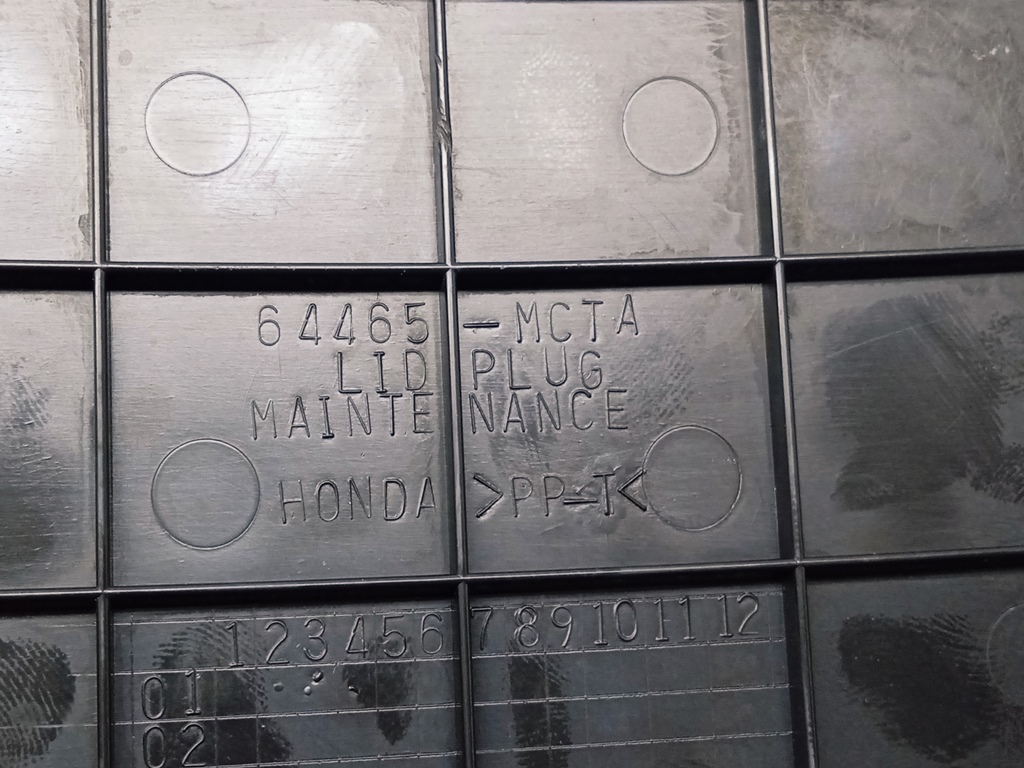 64465-MCTA
LID PLUG
MAINTENANCE
HONDA >PP-T<
1 2 3 4 5 6 7 8 9 10 11 12
01
02